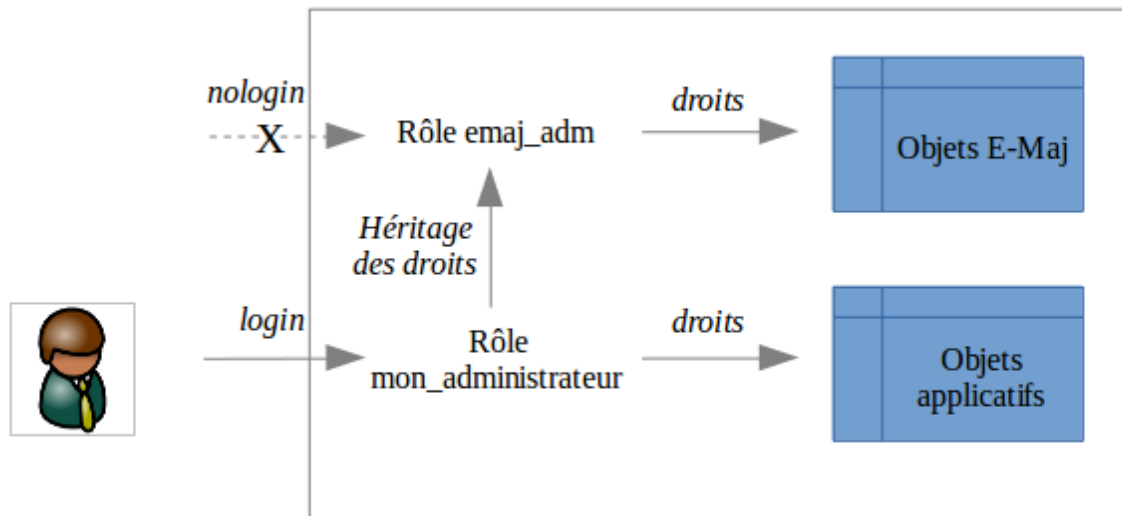 nologin
X
Rôle emaj_adm
droits
Objets E-Maj
Héritage
des droits
login
Rôle
mon_administrateur
droits
Objets
applicatifs